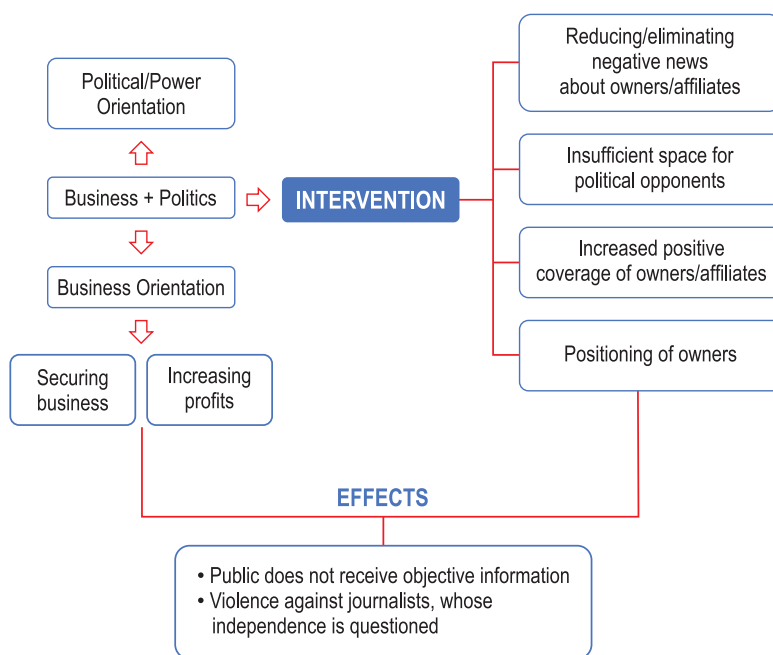 Political/Power
Orientation
Business + Politics
Business Orientation
Securing
business
Increasing
profits
INTERVENTION
Reducing/eliminating
negative news
about owners/affiliates
Insufficient space for
political opponents
Increased positive
coverage of owners/affiliates
Positioning of owners
EFFECTS
• Public does not receive objective information
• Violence against journalists, whose
independence is questioned